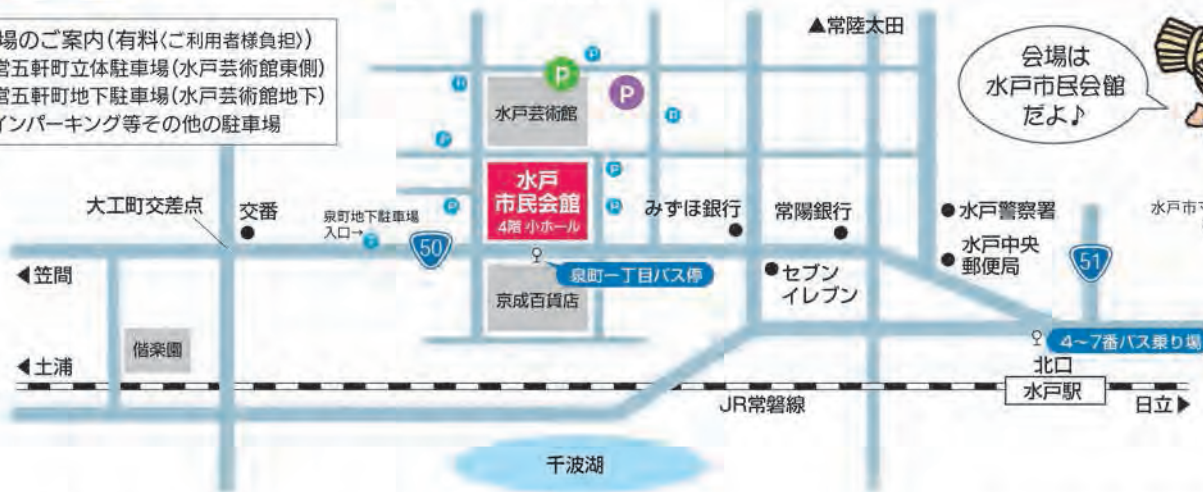 場のご案内(有料〈ご利用者様負担〉)
営五軒町立体駐車場(水戸芸術館東側)
営五軒町地下駐車場(水戸芸術館地下)
インパーキング等その他の駐車場
▲常陸太田
会場は
水戸市民会館
だよ♪
P
P
P
P
P
P
P
P
P
P
水戸芸術館
水戸
市民会館
4階 小ホール
大工町交差点
交番
泉町地下駐車場
入口→
50
みずほ銀行
常陽銀行
●水戸警察署
水戸中央
郵便局
水戸市
51
◀笠間
泉町一丁目バス停
京成百貨店
セブン
イレブン
偕楽園
◀土浦
4〜7番バス乗り場
北口
水戸駅
JR常磐線
日立▶
千波湖